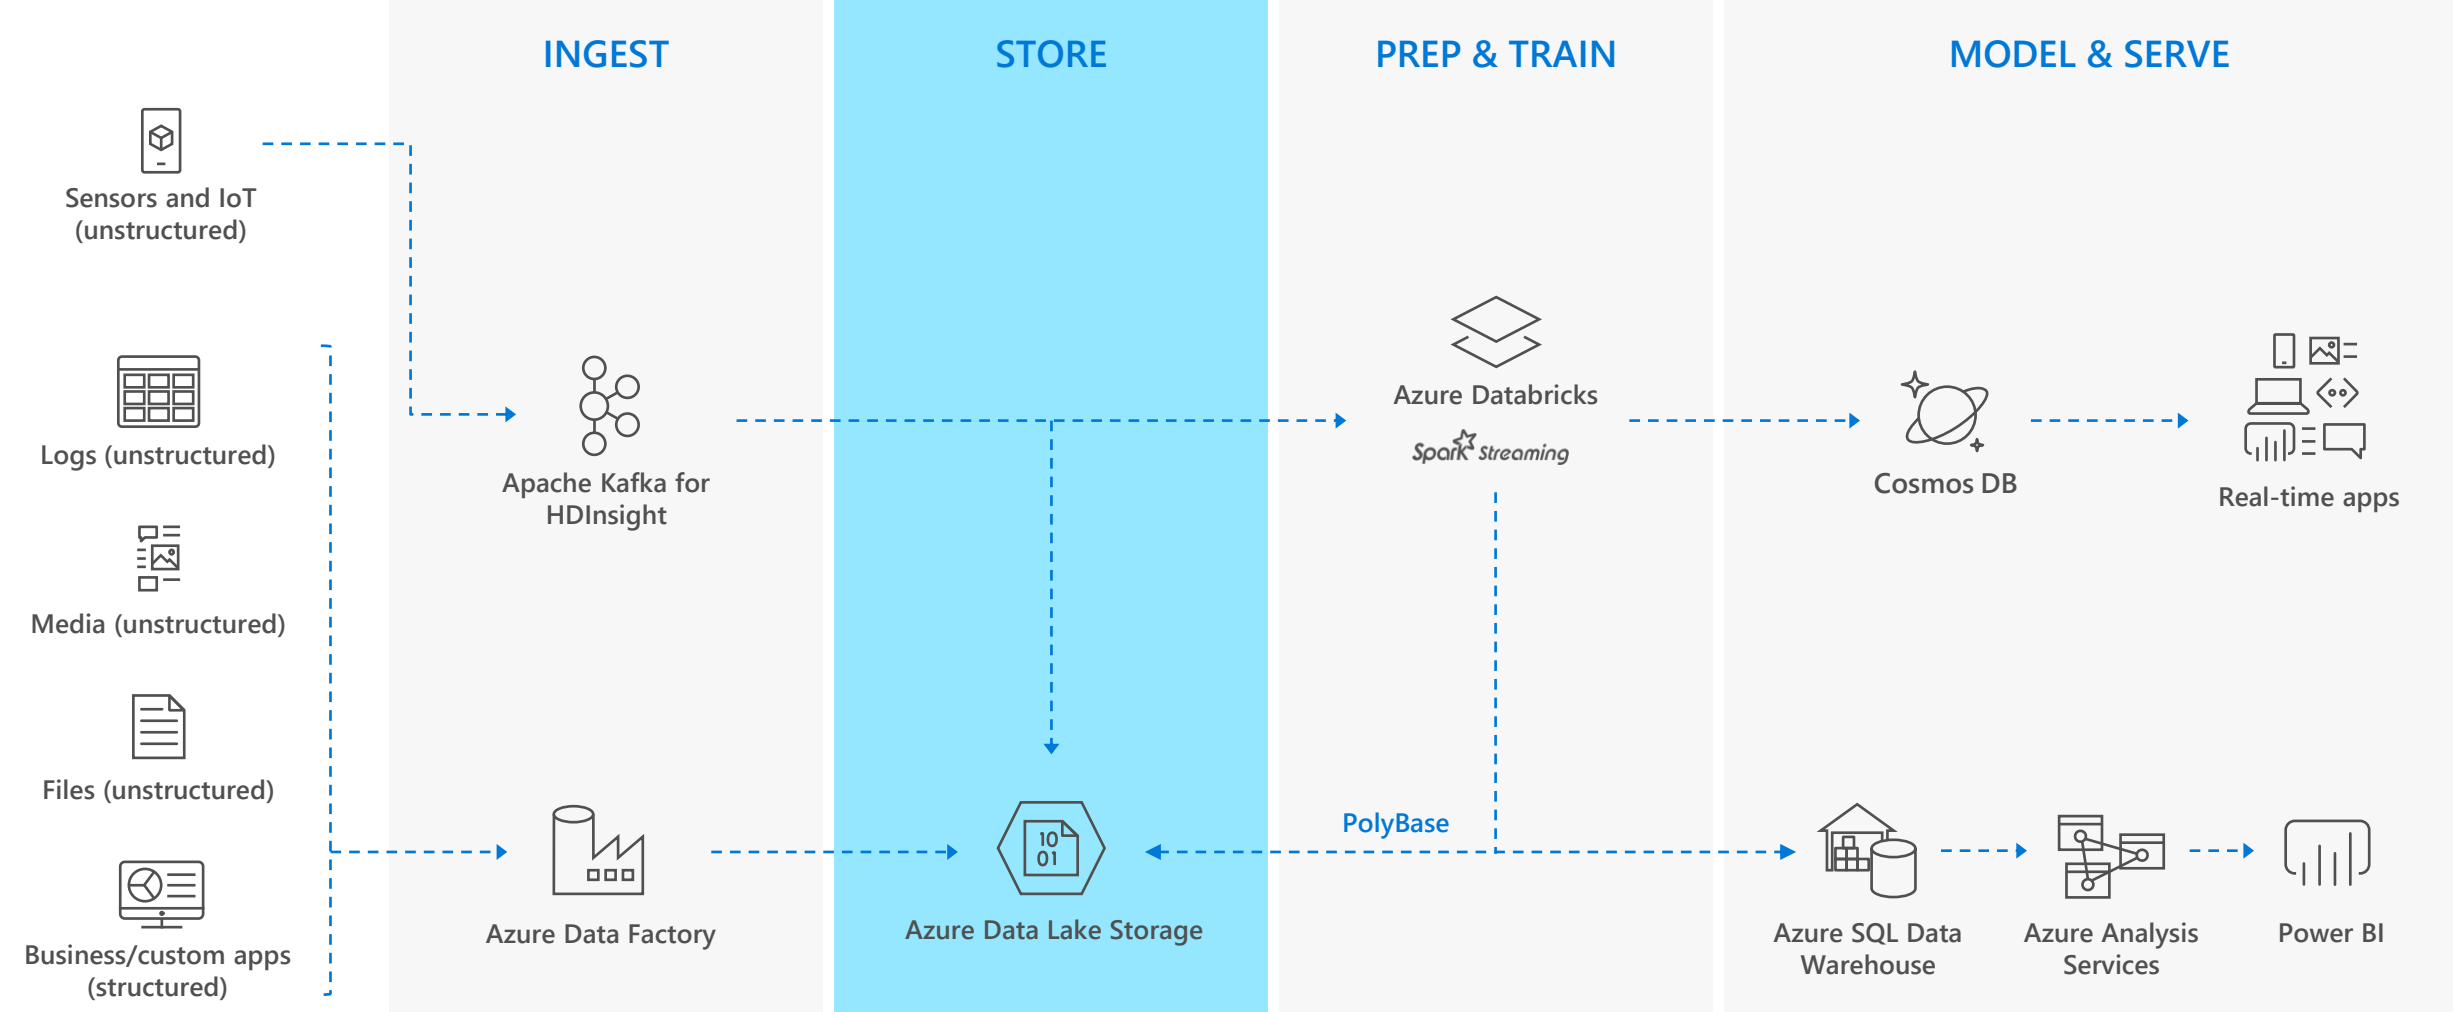 INGEST
STORE
PREP & TRAIN
MODEL & SERVE
Sensors and IoT
(unstructured)
Logs (unstructured)
Media (unstructured)
Files (unstructured)
Business/custom apps
(structured)
Apache Kafka for
HDInsight
Azure Data Factory
10
01
Azure Data Lake Storage
Azure Databricks
Spark Streaming
PolyBase
Cosmos DB
Real-time apps
Azure SQL Data
Warehouse
Azure Analysis
Services
Power BI